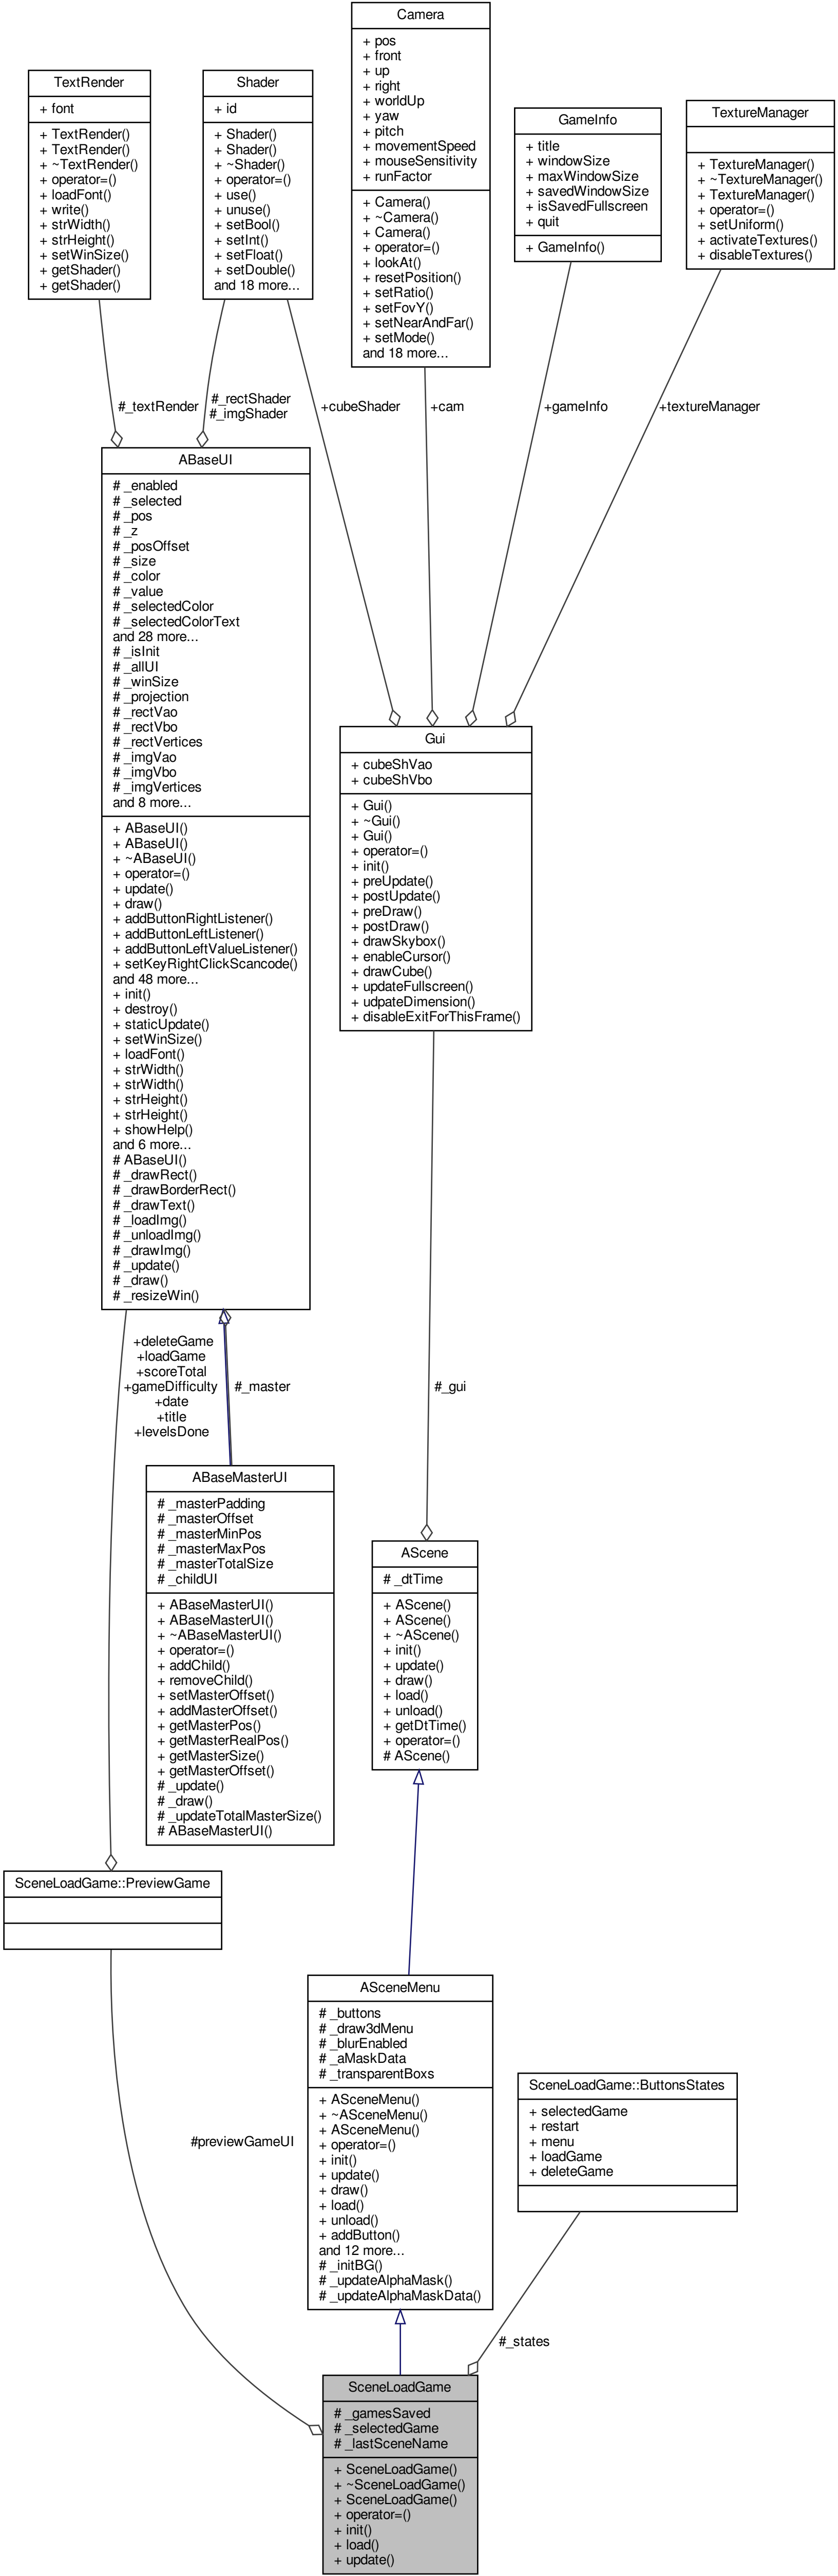 Camera
+ pos
+ front
+ up
+ right
+ worldUp
+ yaw
+ pitch
+ movementSpeed
+ mouseSensitivity
+ runFactor
+ Camera()
+ ~Camera()
+ Camera()
+ operator=()
+ lookAt()
+ resetPosition()
+ setRatio()
+ setFovY()
+ setNearAndFar()
+ setMode()
and 18 more...
TextRender
+ font
+ TextRender()
+ TextRender()
+ ~TextRender()
+ operator=()
+ loadFont()
+ write()
+ strWidth()
+ strHeight()
+ setWinSize()
+ getShader()
+ getShader()
Shader
+ id
+ Shader()
+ Shader()
+ ~Shader()
+ operator=()
+ use()
+ unuse()
+ setBool()
+ setInt()
+ setFloat()
+ setDouble()
and 18 more...
GameInfo
+ title
+ windowSize
+ maxWindowSize
+ savedWindowSize
+ isSavedFullscreen
+ quit
+ GameInfo()
TextureManager
+ TextureManager()
+ ~TextureManager()
+ TextureManager()
+ operator=()
+ setUniform()
+ activateTextures()
+ disableTextures()
#_textRender
#_rectShader
#_imgShader
+cubeShader
+cam
+gameInfo
+textureManager
ABaseUI
# _enabled
# _selected
# _pos
# _z
# _posOffset
# _size
# _color
# _value
# _selectedColor
# _selectedColorText
and 28 more...
# _isInit
# _allUI
# _winSize
# _projection
# _rectVao
# _rectVbo
# _rectVertices
# _imgVao
# _imgVbo
# _imgVertices
and 8 more...
+ ABaseUI()
+ ABaseUI()
+ ~ABaseUI()
+ operator=()
+ update()
+ draw()
+ addButtonRightListener()
+ addButtonLeftListener()
+ addButtonLeftValueListener()
+ setKeyRightClickScancode()
and 48 more...
+ init()
+ destroy()
+ staticUpdate()
+ setWinSize()
+ loadFont()
+ strWidth()
+ strWidth()
+ strHeight()
+ strHeight()
+ showHelp()
and 6 more...
# ABaseUI()
# _drawRect()
# _drawBorderRect()
# _drawText()
# _loadImg()
# _unloadImg()
# _drawImg()
# _update()
# _draw()
# _resizeWin()
Gui
+ cubeShVao
+ cubeShVbo
+ Gui()
+ ~Gui()
+ Gui()
+ operator=()
+ init()
+ preUpdate()
+ postUpdate()
+ preDraw()
+ postDraw()
+ drawSkybox()
+ enableCursor()
+ drawCube()
+ updateFullscreen()
+ udpateDimension()
+ disableExitForThisFrame()
+deleteGame
+loadGame
+scoreTotal
+gameDifficulty
+date
+title
+levelsDone
#_master
#_gui
ABaseMasterUI
# _masterPadding
# _masterOffset
# _masterMinPos
# _masterMaxPos
# _masterTotalSize
# _childUI
+ ABaseMasterUI()
+ ABaseMasterUI()
+ ~ABaseMasterUI()
+ operator=()
+ addChild()
+ removeChild()
+ setMasterOffset()
+ addMasterOffset()
+ getMasterPos()
+ getMasterRealPos()
+ getMasterSize()
+ getMasterOffset()
# _update()
# _draw()
# _updateTotalMasterSize()
# ABaseMasterUI()
AScene
# _dtTime
+ AScene()
+ AScene()
+ ~AScene()
+ init()
+ update()
+ draw()
+ load()
+ unload()
+ getDtTime()
+ operator=()
# AScene()
SceneLoadGame::PreviewGame
ASceneMenu
# _buttons
# _draw3dMenu
# _blurEnabled
# _aMaskData
# _transparentBoxs
+ ASceneMenu()
+ ~ASceneMenu()
+ ASceneMenu()
+ operator=()
+ init()
+ update()
+ draw()
+ load()
+ unload()
+ addButton()
and 12 more...
# _initBG()
# _updateAlphaMask()
# _updateAlphaMaskData()
SceneLoadGame::ButtonsStates
+ selectedGame
+ restart
+ menu
+ loadGame
+ deleteGame
#previewGameUI
#_states
SceneLoadGame
# _gamesSaved
# _selectedGame
# _lastSceneName
+ SceneLoadGame()
+ ~SceneLoadGame()
+ SceneLoadGame()
+ operator=()
+ init()
+ load()
+ update()